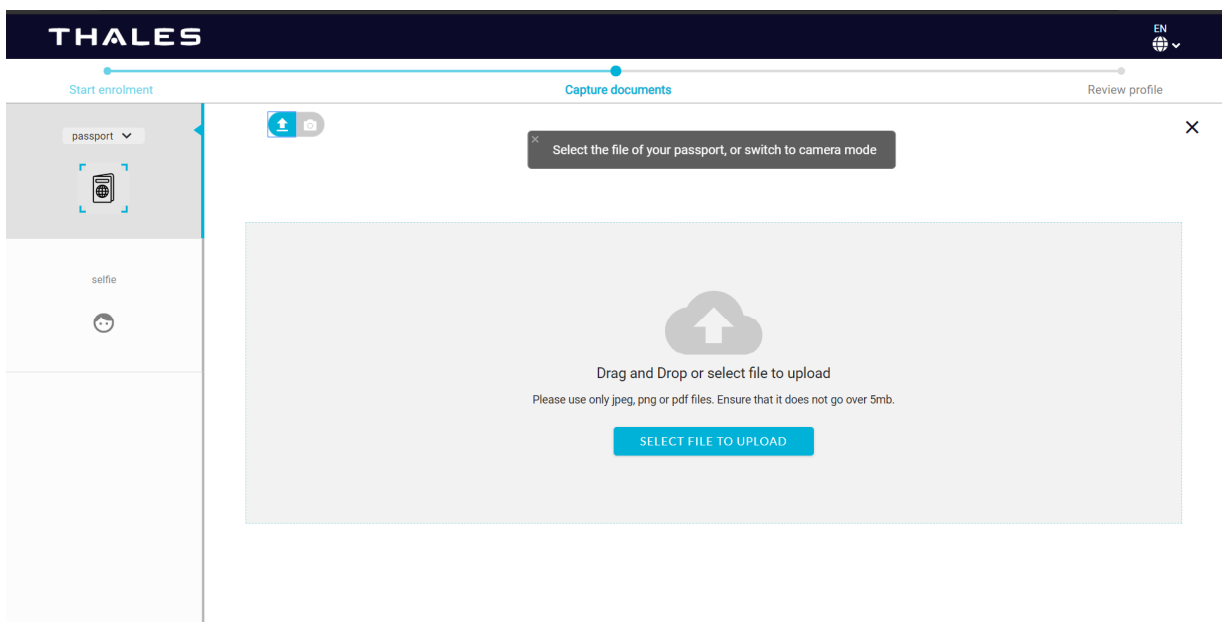 THALES
EN
Start enrolment
Capture documents
Review profile
passport
Select the file of your passport, or switch to camera mode
selfie
Drag and Drop or select file to upload
Please use only jpeg, png or pdf files. Ensure that it does not go over 5mb.
SELECT FILE TO UPLOAD